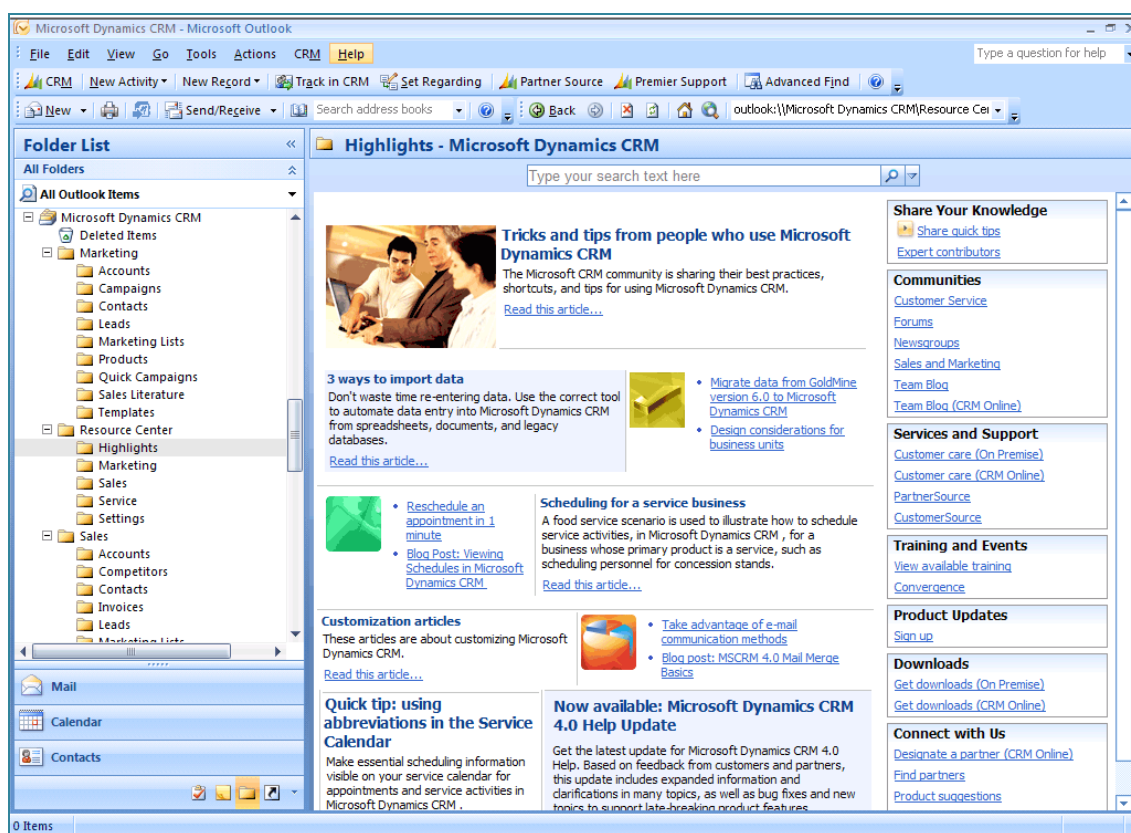 Microsoft Dynamics CRM - Microsoft Outlook
File Edit View Go Tools Actions CRM Help
Type a question for help
CRM New Activity New Record Track in CRM Set Regarding Partner Source Premier Support Advanced Find
New Send/Receive Search address books Back outlook:\\Microsoft Dynamics CRM\Resource Cei
Folder List
All Folders
All Outlook Items
Microsoft Dynamics CRM
Deleted Items
Marketing
Accounts
Campaigns
Contacts
Leads
Marketing Lists
Products
Quick Campaigns
Sales Literature
Templates
Resource Center
Highlights
Marketing
Sales
Service
Settings
Sales
Accounts
Competitors
Contacts
Invoices
Leads
Marketing Lists
Mail
Calendar
Contacts
0 Items
Highlights - Microsoft Dynamics CRM
Type your search text here
Tricks and tips from people who use Microsoft
Dynamics CRM
The Microsoft CRM community is sharing their best practices,
shortcuts, and tips for using Microsoft Dynamics CRM.
Read this article...
3 ways to import data
Don't waste time re-entering data. Use the correct tool
to automate data entry into Microsoft Dynamics CRM
from spreadsheets, documents, and legacy
databases.
Read this article...
Migrate data from GoldMine
version 6.0 to Microsoft
Dynamics CRM
Design considerations for
business units
Reschedule an
appointment in 1
minute
Blog Post: Viewing
Schedules in Microsoft
Dynamics CRM
Scheduling for a service business
A food service scenario is used to illustrate how to schedule
service activities, in Microsoft Dynamics CRM , for a
business whose primary product is a service, such as
scheduling personnel for concession stands.
Read this article...
Customization articles
These articles are about customizing Microsoft
Dynamics CRM.
Read this article...
Take advantage of e-mail
communication methods
Blog post: MSCRM 4.0 Mail Merge
Basics
Quick tip: using
abbreviations in the Service
Calendar
Make essential scheduling information
visible on your service calendar for
appointments and service activities in
Microsoft Dynamics CRM .
Now available: Microsoft Dynamics CRM
4.0 Help Update
Get the latest update for Microsoft Dynamics CRM 4.0
Help. Based on feedback from customers and partners,
this update includes expanded information and
clarifications in many topics, as well as bug fixes and new
topics to support late-breaking product features.
Share Your Knowledge
Share quick tips
Expert contributors
Communities
Customer Service
Forums
Newsgroups
Sales and Marketing
Team Blog
Team Blog (CRM Online)
Services and Support
Customer care (On Premise)
Customer care (CRM Online)
PartnerSource
CustomerSource
Training and Events
View available training
Convergence
Product Updates
Sign up
Downloads
Get downloads (On Premise)
Get downloads (CRM Online)
Connect with Us
Designate a partner (CRM Online)
Find partners
Product suggestions